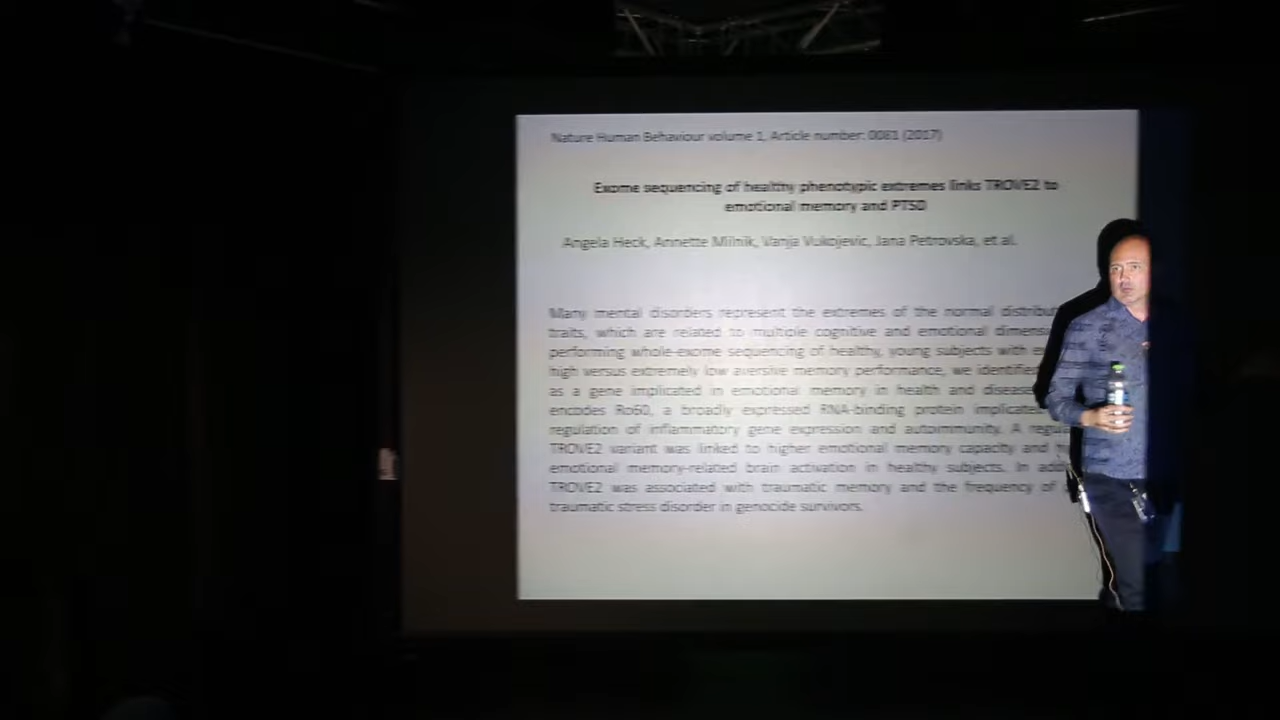 Nature Human Behaviour volume 1, Article number: 0081 (2017)
Exome sequencing of healthy phenotypic extremes links TROVE2 to
emotional memory and PTSD
Angela Heck, Annette Milnik, Vanja Vukojevic, Jana Petrovska, et al.
Many mental disorders represent the extremes of the normal
traits, which are related to multiple cognitive and emotional
performing whole-exome sequencing of healthy, young subjects with
high versus extremely low aversive memory performance, we
as a gene implicated in emotional memory in health and
encodes Ro60, a broadly expressed RNA-binding protein
regulation of inflammatory gene expression and autoimmunity. A
TROVE2 variant was linked to higher emotional memory capacity and
emotional memory-related brain activation in healthy subjects. In
TROVE2 was associated with traumatic memory and the frequency of
traumatic stress disorder in genocide survivors.